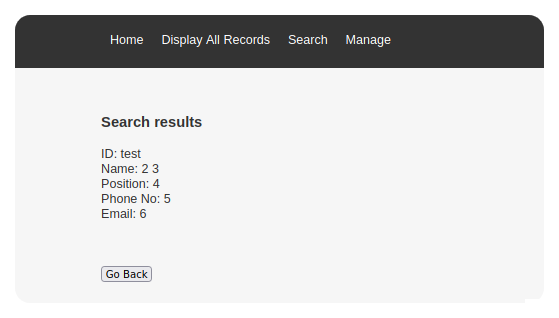 Home Display All Records Search Manage
Search results
ID: test
Name: 2 3
Position: 4
Phone No: 5
Email: 6
Go Back